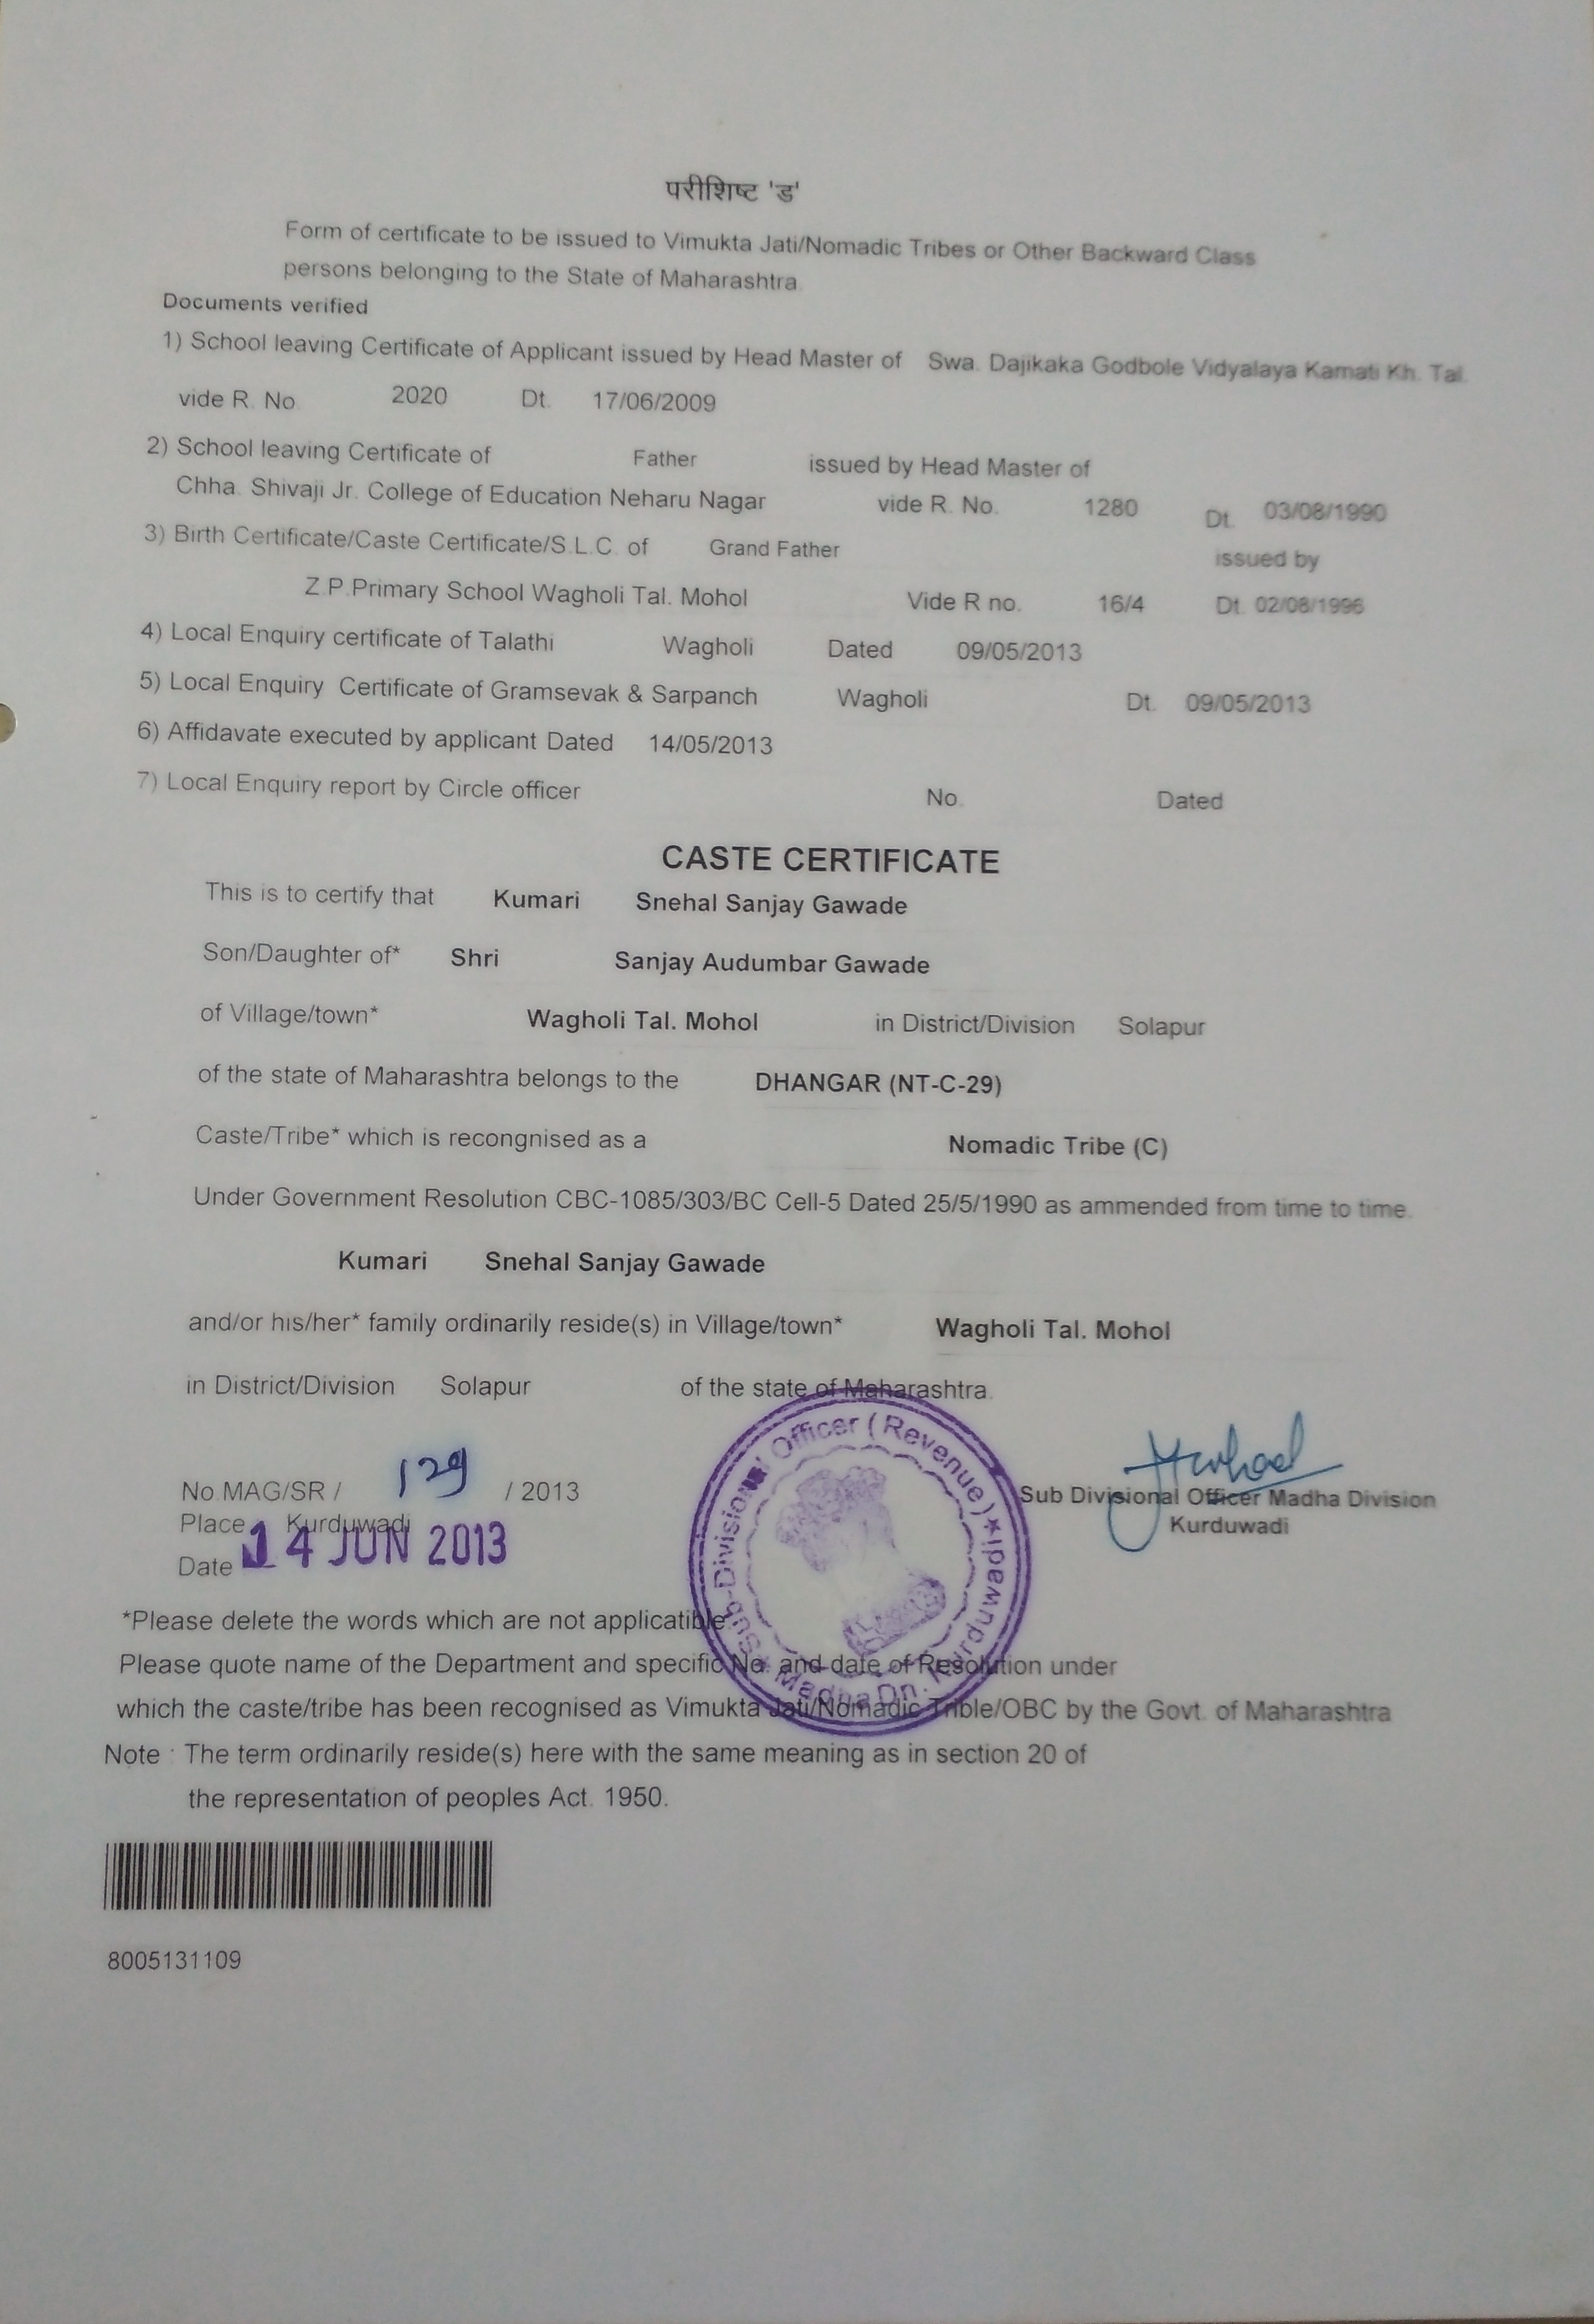 परीशिष्ट 'ड'
Form of certificate to be issued to Vimukta Jati/Nomadic Tribes or Other Backward Class
persons belonging to the State of Maharashtra
Documents verified
1) School leaving Certificate of Applicant issued by Head Master of Swa. Dajikaka Godbole Vidyalaya Kamati Kh. Tal.
vide R. No 2020 Dt. 17/06/2009
2) School leaving Certificate of Father issued by Head Master of
Chha. Shivaji Jr. College of Education Neharu Nagar vide R. No. 1280 Dt. 03/08/1990
3) Birth Certificate/Caste Certificate/S.L.C. of Grand Father issued by
Z.P.Primary School Wagholi Tal. Mohol Vide R no. 16/4 Dt. 02/08/1996
4) Local Enquiry certificate of Talathi Wagholi Dated 09/05/2013
5) Local Enquiry Certificate of Gramsevak & Sarpanch Wagholi Dt. 09/05/2013
6) Affidavate executed by applicant Dated 14/05/2013
7) Local Enquiry report by Circle officer No. Dated
CASTE CERTIFICATE
This is to certify that Kumari Snehal Sanjay Gawade
Son/Daughter of* Shri Sanjay Audumbar Gawade
of Village/town* Wagholi Tal. Mohol in District/Division Solapur
of the state of Maharashtra belongs to the DHANGAR (NT-C-29)
Caste/Tribe* which is recongnised as a Nomadic Tribe (C)
Under Government Resolution CBC-1085/303/BC Cell-5 Dated 25/5/1990 as ammended from time to time.
Kumari Snehal Sanjay Gawade
and/or his/her* family ordinarily reside(s) in Village/town* Wagholi Tal. Mohol
in District/Division Solapur of the state of Maharashtra.
No.MAG/SR / 129 / 2013
Place Kurduwadi
Date 14 JUN 2013
Sub-Divisional Officer (Revenue) * Madha Dn. Kurduwadi *
Sub Divisional Officer Madha Division
Kurduwadi
*Please delete the words which are not applicatible.
Please quote name of the Department and specific No. and date of Resolution under
which the caste/tribe has been recognised as Vimukta Jati/Nomadic Trible/OBC by the Govt. of Maharashtra
Note : The term ordinarily reside(s) here with the same meaning as in section 20 of
the representation of peoples Act. 1950.
8005131109